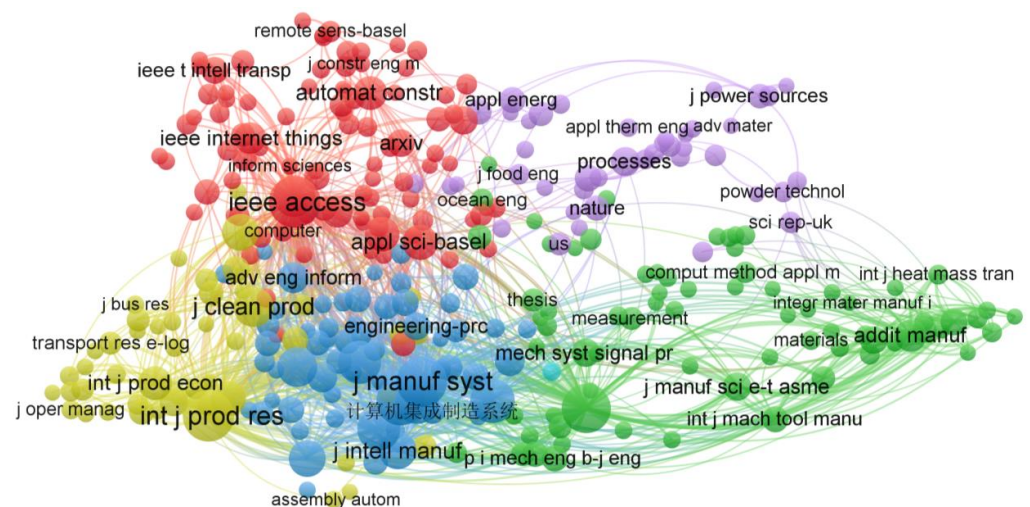 remote sens-basel
ieee t intell transp
j constr eng m
automat constr
appl energ
j power sources
ieee internet things
arxiv
appl therm eng
adv mater
inform sciences
j food eng
processes
ieee access
ocean eng
nature
powder technol
computer
appl sci-basel
us
sci rep-uk
adv eng inform
comput method appl m
int j heat mass tran
j bus res
j clean prod
thesis
integr mater manuf i
engineering-prc
measurement
transport res e-log
mech syst signal pr
materials
addit manuf
int j prod econ
j manuf syst
j manuf sci e-t asme
j oper manag
int j prod res
计算机集成制造系统
int j mach tool manu
j intell manuf
p i mech eng b-j eng
assembly autom